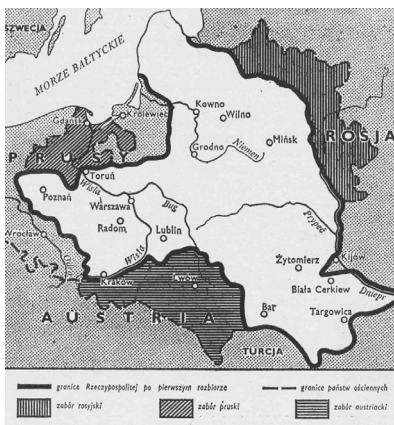 SZWECJA
MORZE BAŁTYCKIE
Kowno
Wilno
Gdańsk
Królewiec
ROSJA
Grodno
Niemen
Mińsk
PRUSY
Toruń
Wisła
Poznań
Warszawa
Bug
Prypeć
Radom
Lublin
Wrocław
Wisła
Kijów
Żytomierz
Kraków
Lwów
Biała Cerkiew
Dniepr
Bar
Targowica
AUSTRIA
TURCJA
granice Rzeczypospolitej po pierwszym rozbiorze
granice państw ościennych
zabór rosyjski
zabór pruski
zabór austriacki